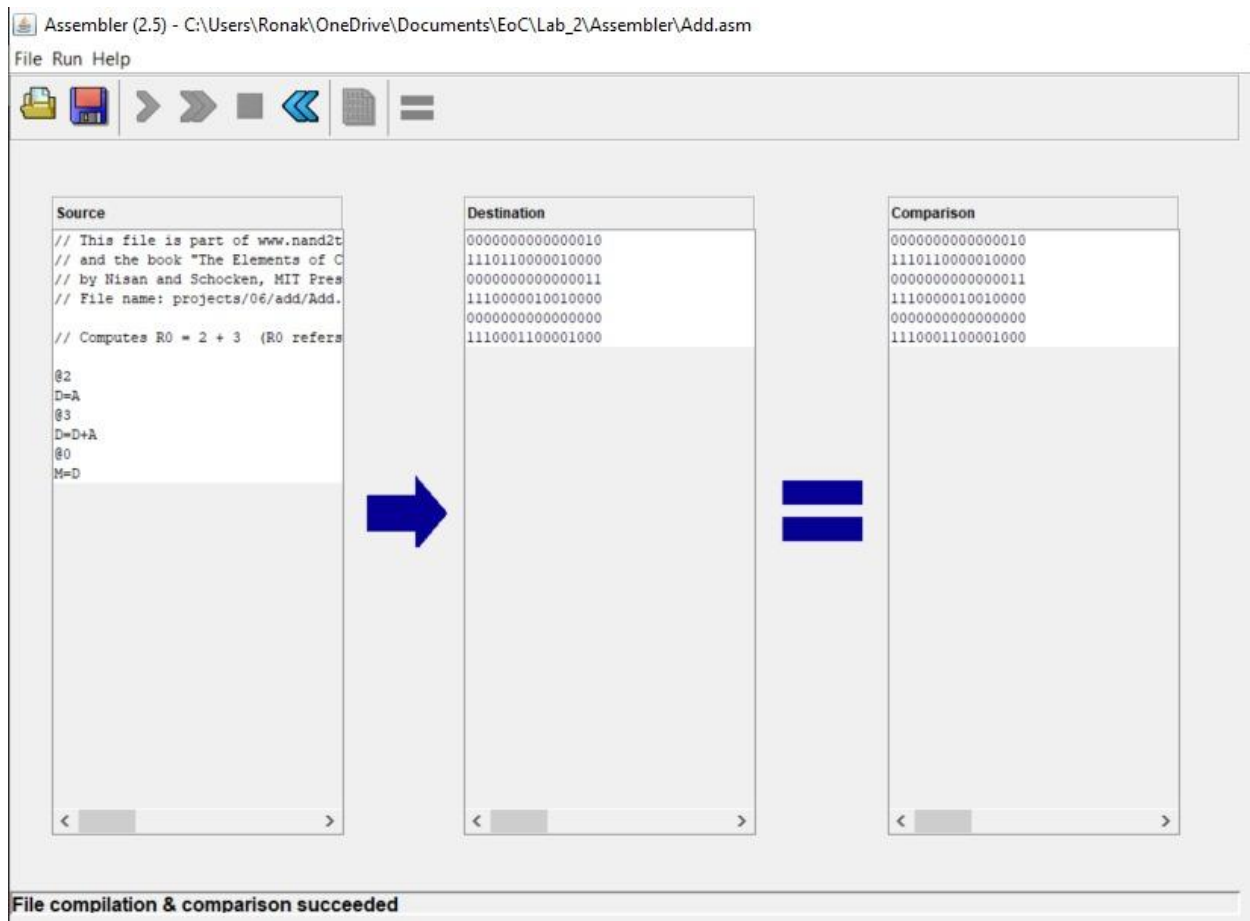 Assembler (2.5) - C:\Users\Ronak\OneDrive\Documents\EoC\Lab_2\Assembler\Add.asm
File Run Help
Source
// This file is part of www.nand2t
// and the book "The Elements of C
// by Nisan and Schocken, MIT Pres
// File name: projects/06/add/Add.
// Computes R0 = 2 + 3  (R0 refers
@2
D=A
@3
D=D+A
@0
M=D
Destination
0000000000000010
1110110000010000
0000000000000011
1110000010010000
0000000000000000
1110001100001000
Comparison
0000000000000010
1110110000010000
0000000000000011
1110000010010000
0000000000000000
1110001100001000
File compilation & comparison succeeded